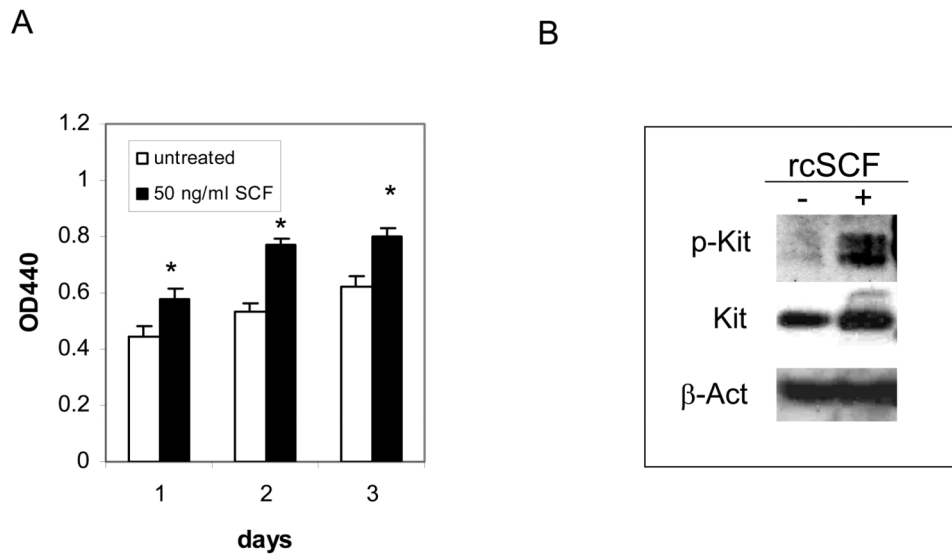 A
B
1.2
1
0.8
0.6
0.4
0.2
0
OD440
untreated
50 ng/ml SCF
*
*
*
1 2 3
days
rcSCF
- +
p-Kit
Kit
β-Act